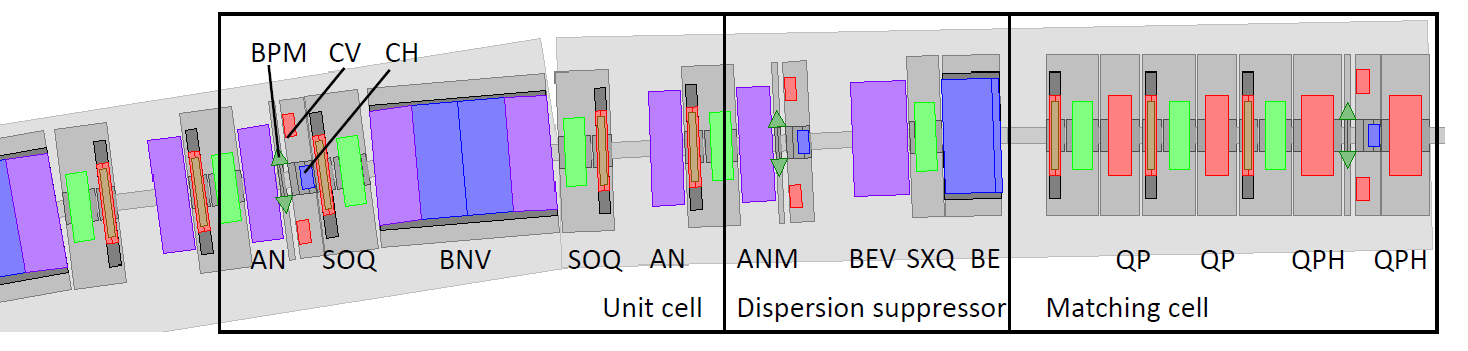 BPM CV CH
AN SOQ BNV SOQ AN ANM BEV SXQ BE QP QP QPH QPH
Unit cell Dispersion suppressor Matching cell